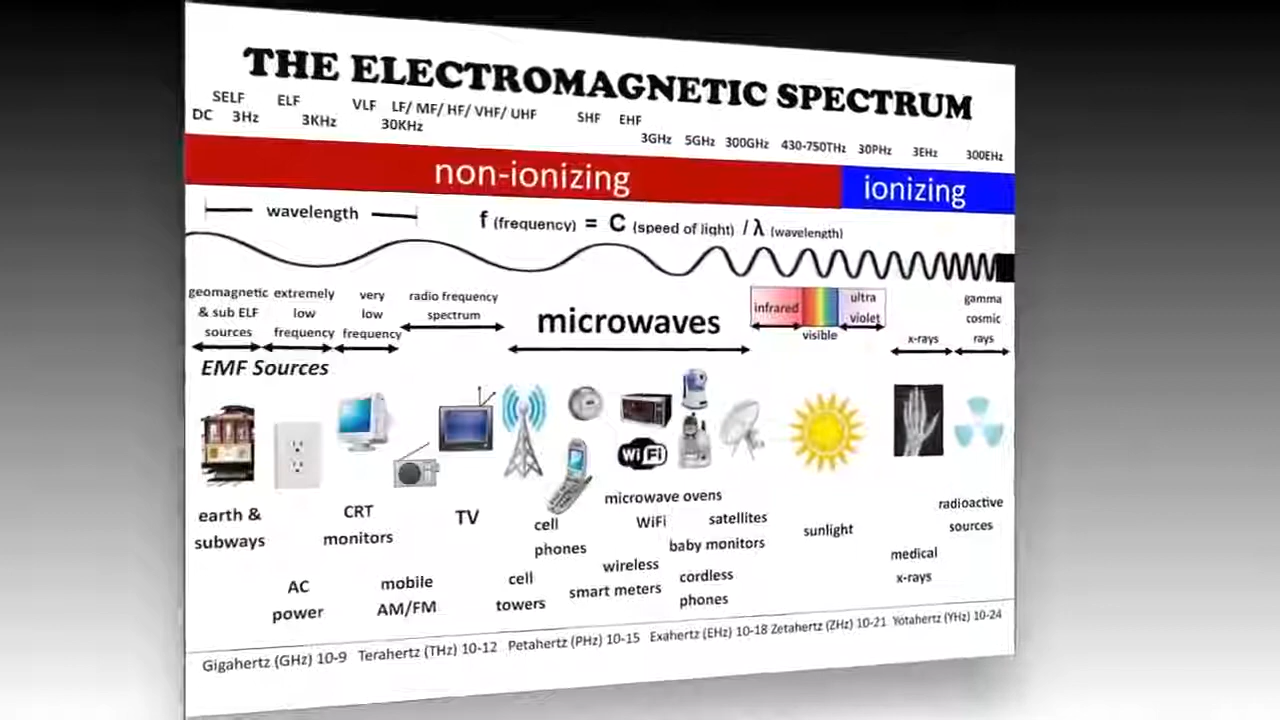 THE ELECTROMAGNETIC SPECTRUM
SELF ELF VLF LF/ MF/ HF/ VHF/ UHF SHF EHF
DC 3Hz 3KHz 30KHz 3GHz 5GHz 300GHz 430-750THz 30PHz 3EHz 300EHz
non-ionizing ionizing
wavelength f (frequency) = C (speed of light) / λ (wavelength)
geomagnetic
& sub ELF
sources
extremely
low
frequency
very
low
frequency
radio frequency
spectrum
microwaves
infrared
visible
ultra
violet
x-rays
gamma
cosmic
rays
EMF Sources
Wi Fi
earth &
subways
AC
power
CRT
monitors
mobile
AM/FM
TV
cell
phones
cell
towers
microwave ovens
WiFi
wireless
smart meters
satellites
baby monitors
cordless
phones
sunlight
medical
x-rays
radioactive
sources
Gigahertz (GHz) 10-9 Terahertz (THz) 10-12 Petahertz (PHz) 10-15 Exahertz (EHz) 10-18 Zetahertz (ZHz) 10-21 Yotahertz (YHz) 10-24